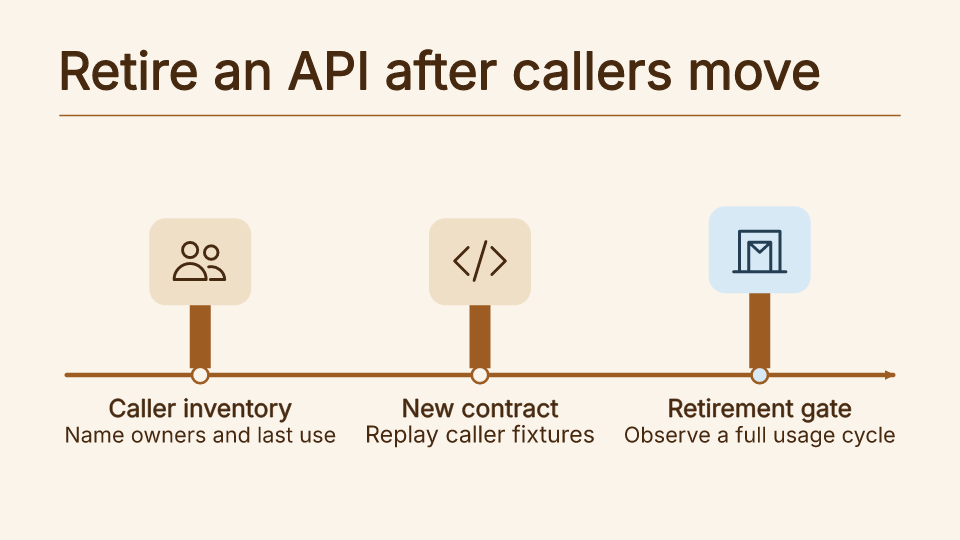 Retire an API after callers move
Caller inventory
Name owners and last use
New contract
Replay caller fixtures
Retirement gate
Observe a full usage cycle